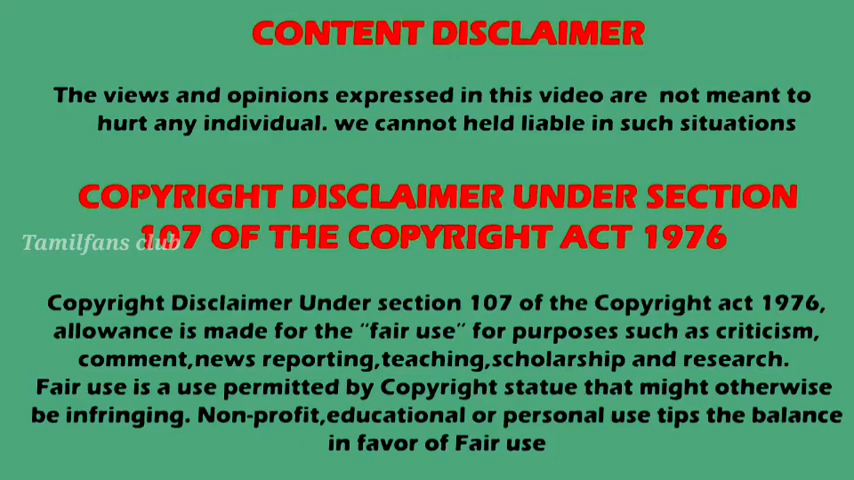 CONTENT DISCLAIMER
The views and opinions expressed in this video are not meant to
hurt any individual. we cannot held liable in such situations
COPYRIGHT DISCLAIMER UNDER SECTION
107 OF THE COPYRIGHT ACT 1976
Tamilfans club
Copyright Disclaimer Under section 107 of the Copyright act 1976,
allowance is made for the "fair use" for purposes such as criticism,
comment,news reporting,teaching,scholarship and research.
Fair use is a use permitted by Copyright statue that might otherwise
be infringing. Non-profit,educational or personal use tips the balance
in favor of Fair use